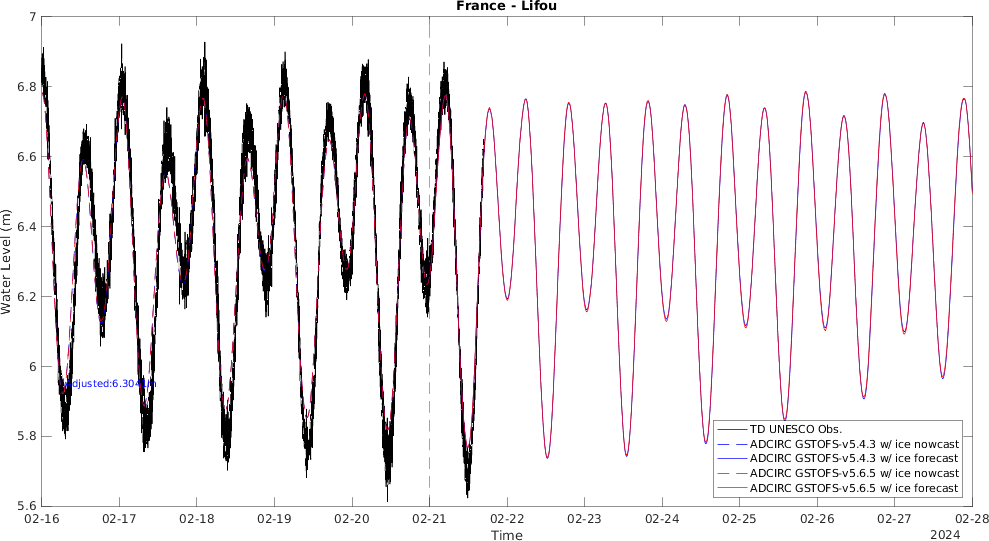 France - Lifou
7
6.8
6.6
6.4
6.2
6
5.8
5.6
Water Level (m)
TD UNESCO Obs.
ADCIRC GSTOFS-v5.4.3 w/ ice nowcast
ADCIRC GSTOFS-v5.4.3 w/ ice forecast
ADCIRC GSTOFS-v5.6.5 w/ ice nowcast
ADCIRC GSTOFS-v5.6.5 w/ ice forecast
02-16 02-17 02-18 02-19 02-20 02-21 02-22 02-23 02-24 02-25 02-26 02-27 02-28
Time
2024